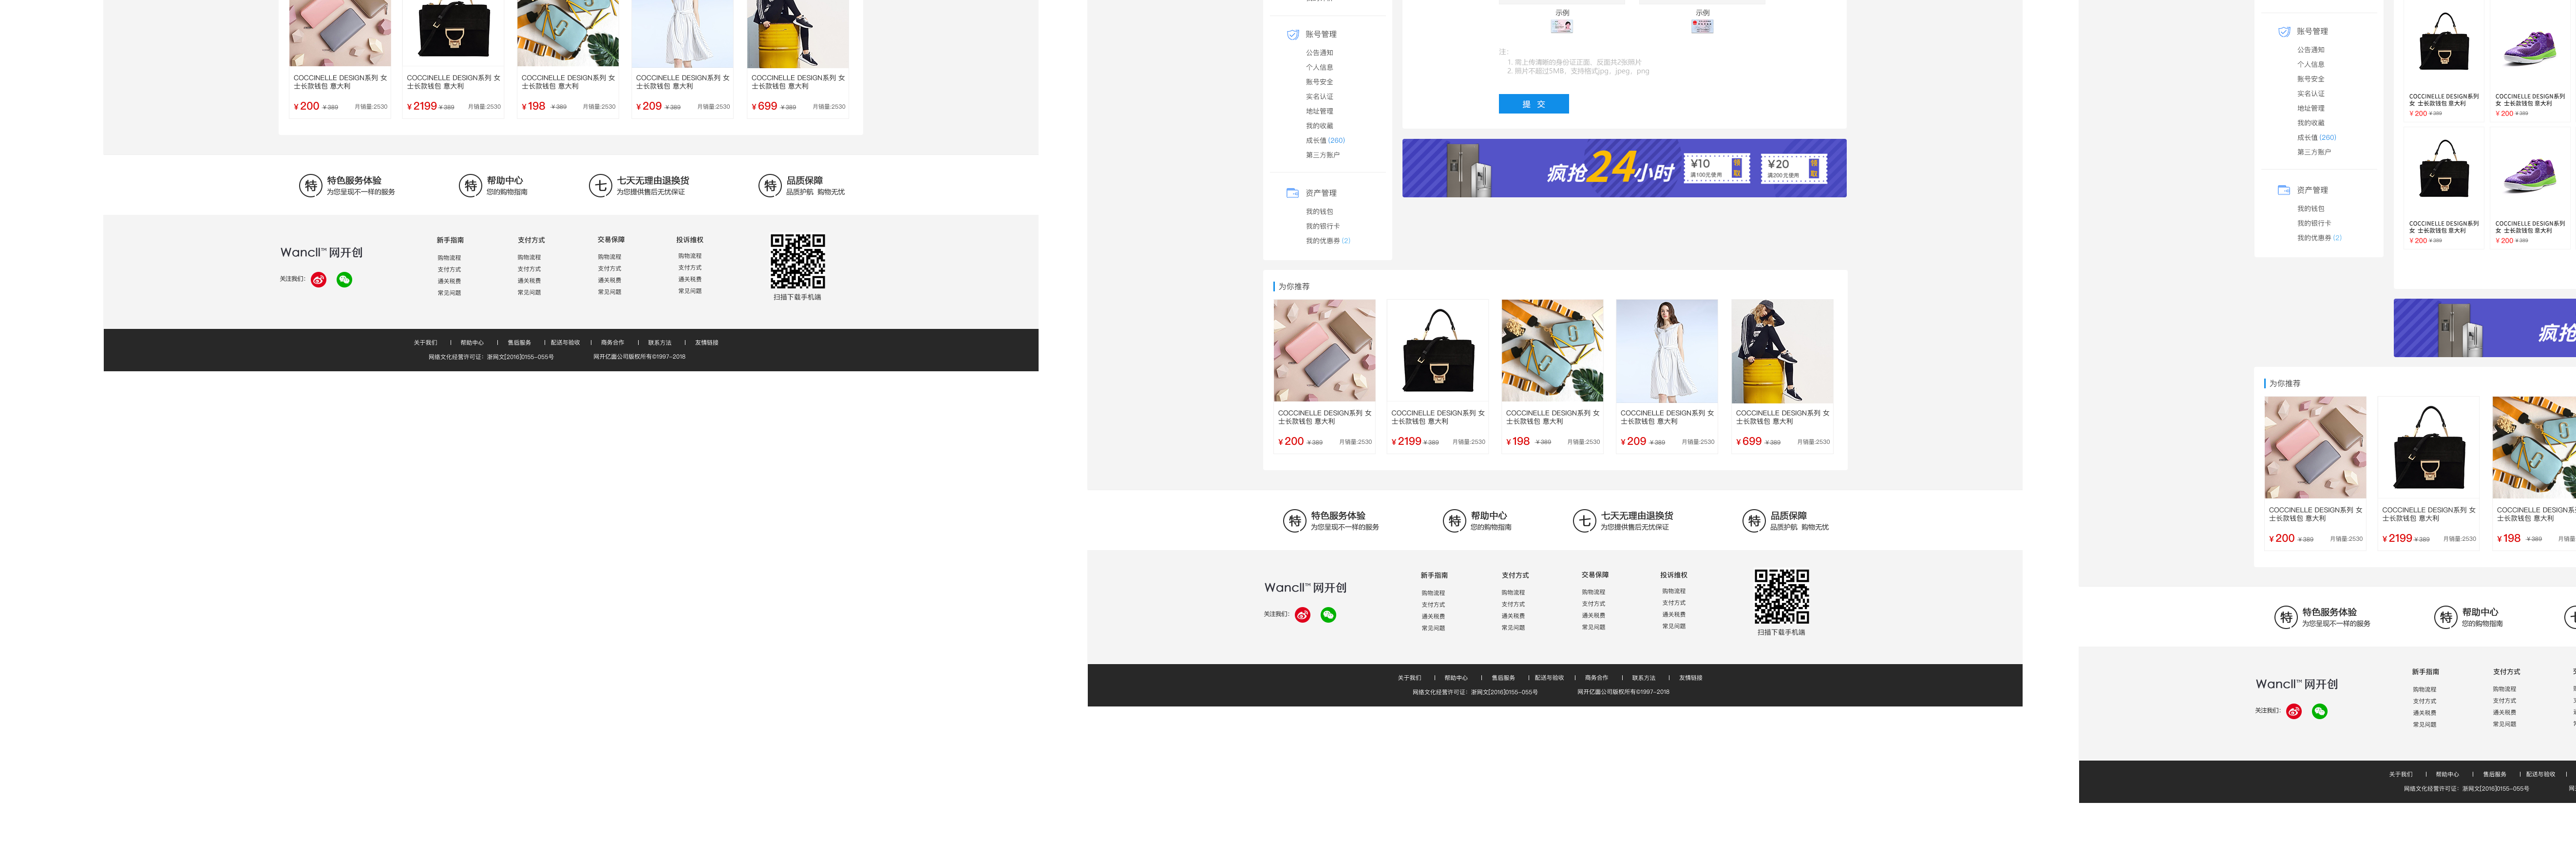 COCCINELLE DESIGN系列 女
士长款钱包 意大利
¥ 200 ¥ 389 月销量:2530
COCCINELLE DESIGN系列 女
士长款钱包 意大利
¥ 2199 ¥ 389 月销量:2530
COCCINELLE DESIGN系列 女
士长款钱包 意大利
¥ 198 ¥ 389 月销量:2530
COCCINELLE DESIGN系列 女
士长款钱包 意大利
¥ 209 ¥ 389 月销量:2530
COCCINELLE DESIGN系列 女
士长款钱包 意大利
¥ 699 ¥ 389 月销量:2530
特 特色服务体验
为您呈现不一样的服务
特 帮助中心
您的购物指南
七 七天无理由退换货
为您提供售后无忧保证
特 品质保障
品质护航 购物无忧
Wancll™ 网开创
关注我们：
新手指南
购物流程
支付方式
通关税费
常见问题
支付方式
购物流程
支付方式
通关税费
常见问题
交易保障
购物流程
支付方式
通关税费
常见问题
投诉维权
购物流程
支付方式
通关税费
常见问题
扫描下载手机端
关于我们 | 帮助中心 | 售后服务 | 配送与验收 | 商务合作 | 联系方法 | 友情链接
网络文化经营许可证：浙网文[2016]0155-055号 网开亿面公司版权所有©1997-2018
账号管理
公告通知
个人信息
账号安全
实名认证
地址管理
我的收藏
成长值 (260)
第三方账户
资产管理
我的钱包
我的银行卡
我的优惠券 (2)
示例
示例
注：
1. 需上传清晰的身份证正面、反面共2张照片
2. 照片不超过5MB，支持格式jpg、jpeg、png
提 交
疯抢24小时
¥10
满100元使用
领取
¥20
满200元使用
领取
为你推荐
COCCINELLE DESIGN系列 女
士长款钱包 意大利
¥ 200 ¥ 389 月销量:2530
COCCINELLE DESIGN系列 女
士长款钱包 意大利
¥ 2199 ¥ 389 月销量:2530
COCCINELLE DESIGN系列 女
士长款钱包 意大利
¥ 198 ¥ 389 月销量:2530
COCCINELLE DESIGN系列 女
士长款钱包 意大利
¥ 209 ¥ 389 月销量:2530
COCCINELLE DESIGN系列 女
士长款钱包 意大利
¥ 699 ¥ 389 月销量:2530
特 特色服务体验
为您呈现不一样的服务
特 帮助中心
您的购物指南
七 七天无理由退换货
为您提供售后无忧保证
特 品质保障
品质护航 购物无忧
Wancll™ 网开创
关注我们：
新手指南
购物流程
支付方式
通关税费
常见问题
支付方式
购物流程
支付方式
通关税费
常见问题
交易保障
购物流程
支付方式
通关税费
常见问题
投诉维权
购物流程
支付方式
通关税费
常见问题
扫描下载手机端
关于我们 | 帮助中心 | 售后服务 | 配送与验收 | 商务合作 | 联系方法 | 友情链接
网络文化经营许可证：浙网文[2016]0155-055号 网开亿面公司版权所有©1997-2018
账号管理
公告通知
个人信息
账号安全
实名认证
地址管理
我的收藏
成长值 (260)
第三方账户
资产管理
我的钱包
我的银行卡
我的优惠券 (2)
COCCINELLE DESIGN系列
女 士长款钱包 意大利
¥ 200 ¥ 389
COCCINELLE DESIGN系列
女 士长款钱包 意大利
¥ 200 ¥ 389
COCCINELLE DESIGN系列
女 士长款钱包 意大利
¥ 200 ¥ 389
COCCINELLE DESIGN系列
女 士长款钱包 意大利
¥ 200 ¥ 389
疯抢
为你推荐
COCCINELLE DESIGN系列 女
士长款钱包 意大利
¥ 200 ¥ 389 月销量:2530
COCCINELLE DESIGN系列 女
士长款钱包 意大利
¥ 2199 ¥ 389 月销量:2530
COCCINELLE DESIGN系
士长款钱包 意大利
¥ 198 ¥ 389 月销量
特 特色服务体验
为您呈现不一样的服务
特 帮助中心
您的购物指南
Wancll™ 网开创
关注我们：
新手指南
购物流程
支付方式
通关税费
常见问题
支付方式
购物流程
支付方式
通关税费
常见问题
关于我们 | 帮助中心 | 售后服务 | 配送与验收 |
网络文化经营许可证：浙网文[2016]0155-055号 网